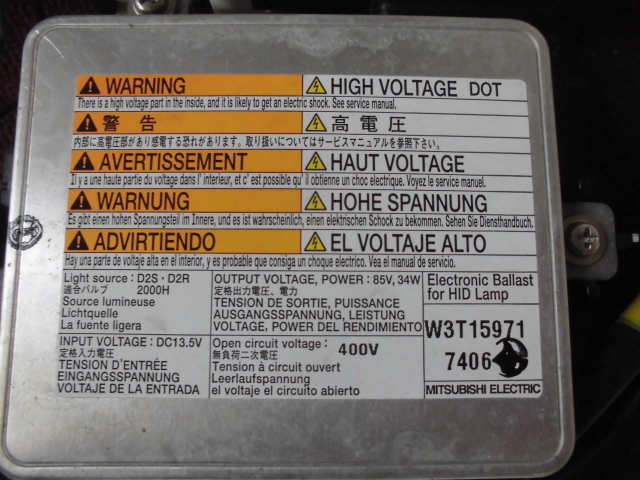 WARNING
HIGH VOLTAGE DOT
There is a high voltage part in the inside, and it is likely to get an electric shock. See service manual.
警 告
高 電 圧
内部に高電圧部があり感電する恐れがあります。取り扱いについてはサービスマニュアルを参照下さい。
AVERTISSEMENT
HAUT VOLTAGE
Il y a une haute partie du voltage dans l' interieur, et c' est possible qu' il obtienne un choc electrique. Voyez le service manuel.
WARNUNG
HOHE SPANNUNG
Es gibt einen hohen Spannungsteil im Innere, und es ist wahrscheinlich, einen elektrischen Schock zu bekommen. Sehen Sie Diensthandbuch.
ADVIRTIENDO
EL VOLTAJE ALTO
Hay una parte de voltaje alta en el interior, y es probable que consiga un choque electrico. Vea el manual de servicio.
Light source : D2S・D2R
適合バルブ 2000H
Source lumineuse
Lichtquelle
La fuente ligera
OUTPUT VOLTAGE, POWER : 85V, 34W
定格出力電圧、電力
TENSION DE SORTIE, PUISSANCE
AUSGANGSSPANNUNG, LEISTUNG
VOLTAGE, POWER DEL RENDIMIENTO
Electronic Ballast
for HID Lamp
W3T15971
7406
MITSUBISHI ELECTRIC
INPUT VOLTAGE : DC13.5V
定格入力電圧
TENSION D'ENTRÉE
EINGANGSSPANNUNG
VOLTAJE DE LA ENTRADA
Open circuit voltage : 400V
無負荷二次電圧
Tension à circuit ouvert
Leerlaufspannung
el voltaje el circuito abierto